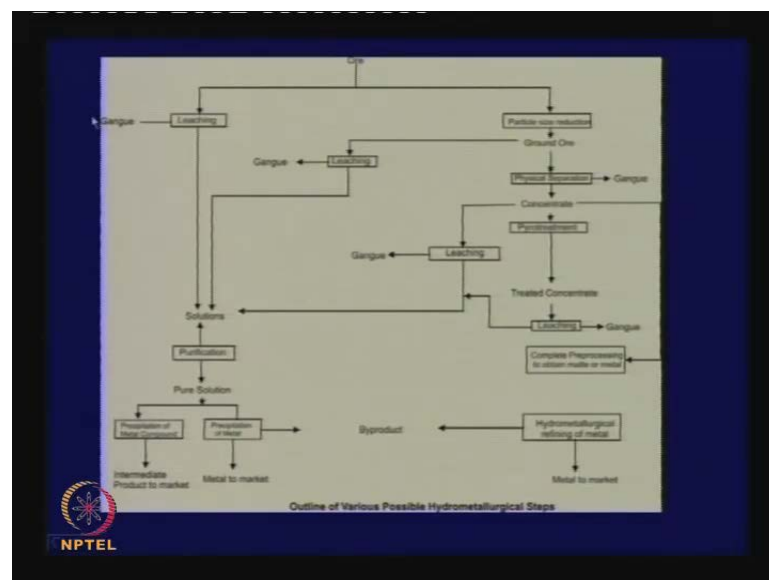 Ore
Gangue
Leaching
Particle size reduction
Ground Ore
Gangue
Leaching
Physical Separation
Gangue
Concentrate
Pyrotreatment
Gangue
Leaching
Treated Concentrate
Solutions
Leaching
Gangue
Purification
Complete Preprocessing
to obtain matte or metal
Pure Solution
Precipitation of
Metal Compound
Precipitation
of Metal
Byproduct
Hydrometallurgical
refining of metal
Intermediate
Product to market
Metal to market
Metal to market
Outline of Various Possible Hydrometallurgical Steps
NPTEL